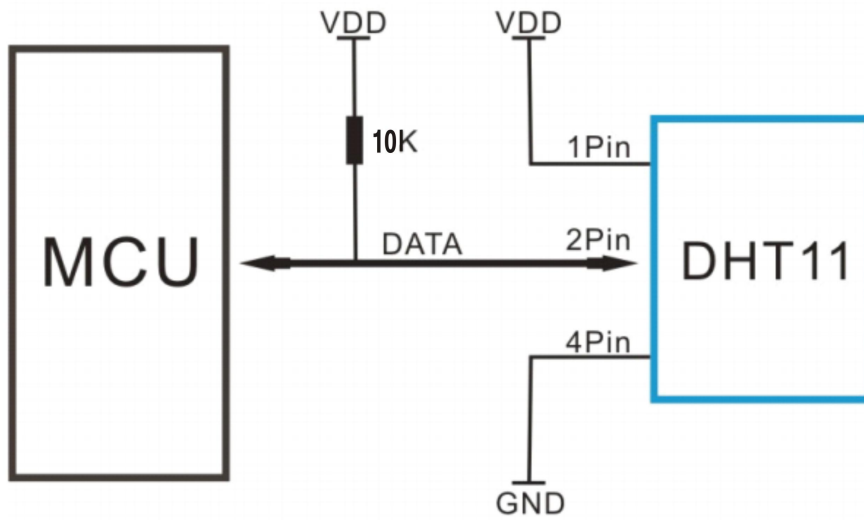 VDD
VDD
10K
1Pin
MCU
DATA
2Pin
DHT11
4Pin
GND